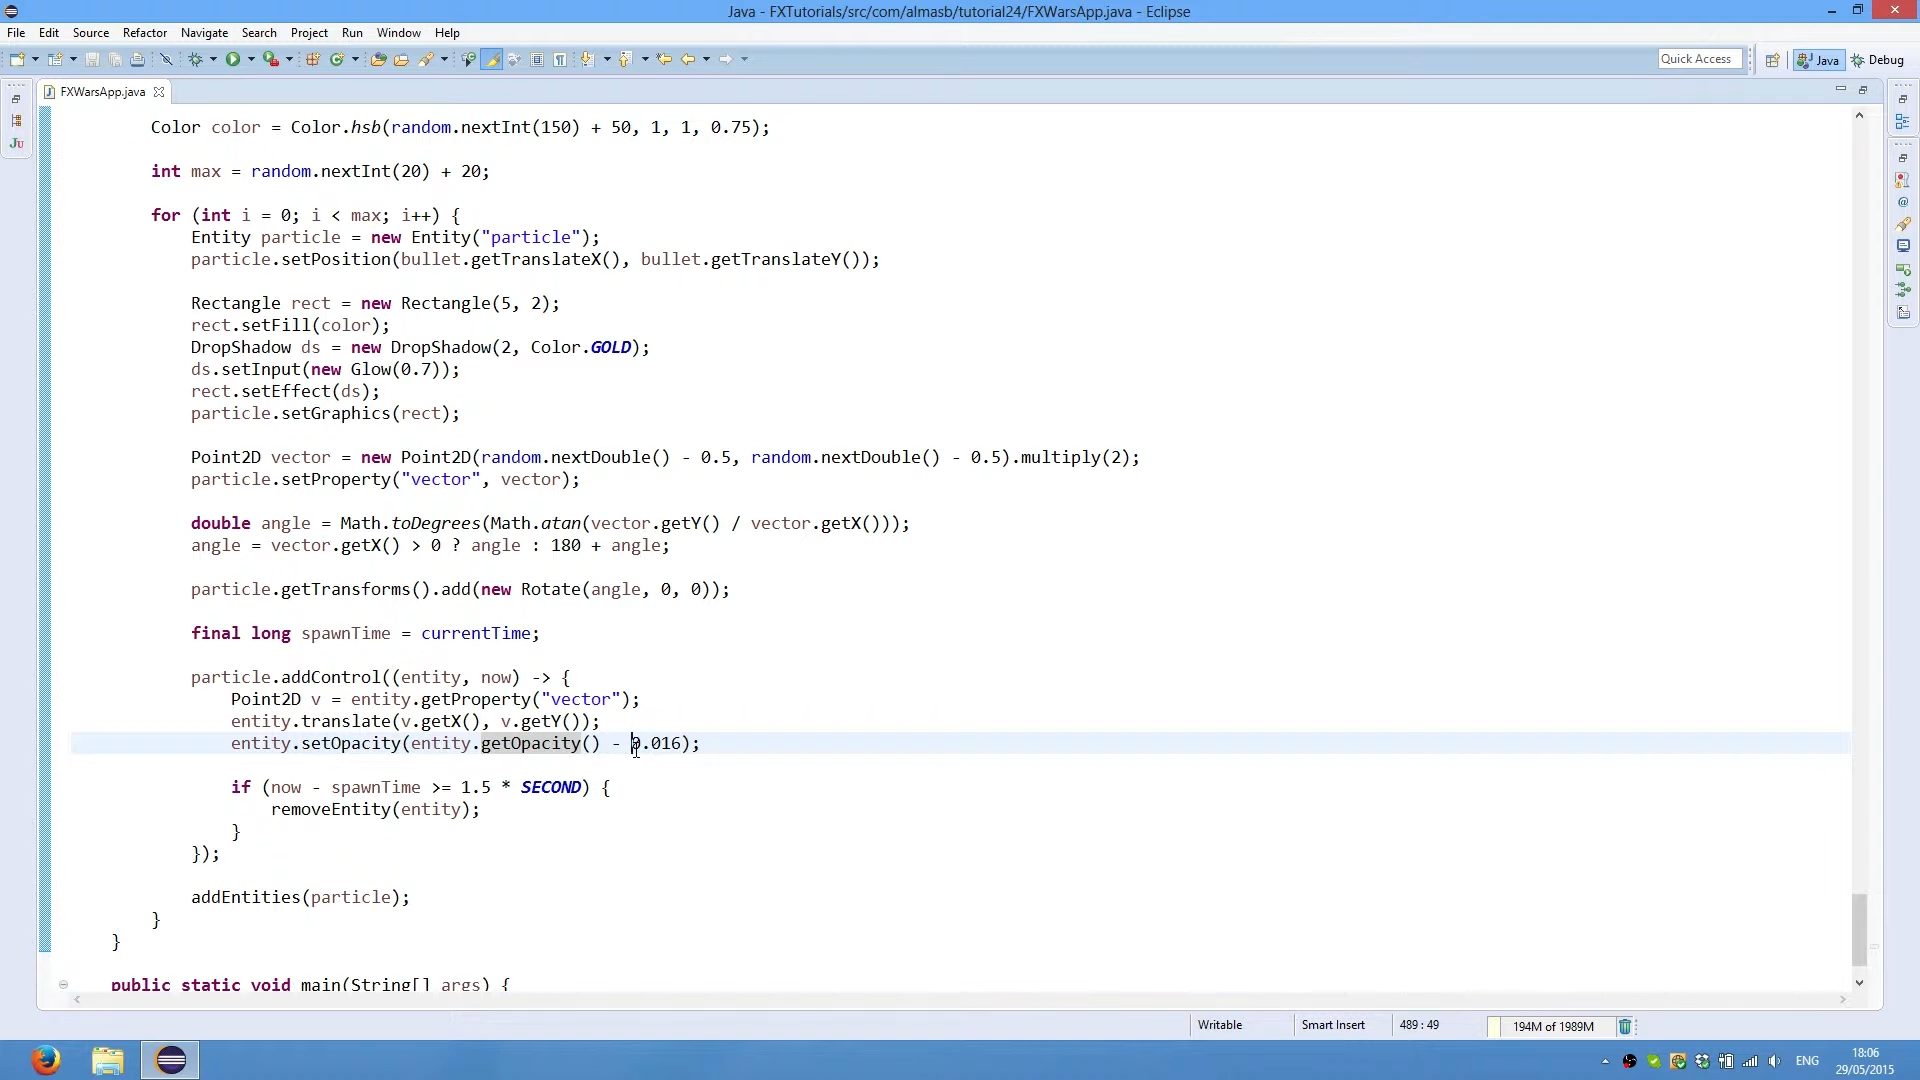 Java - FXTutorials/src/com/almasb/tutorial24/FXWarsApp.java - Eclipse
File Edit Source Refactor Navigate Search Project Run Window Help
Quick Access Java Debug
FXWarsApp.java
Color color = Color.hsb(random.nextInt(150) + 50, 1, 1, 0.75);
int max = random.nextInt(20) + 20;
for (int i = 0; i < max; i++) {
Entity particle = new Entity("particle");
particle.setPosition(bullet.getTranslateX(), bullet.getTranslateY());
Rectangle rect = new Rectangle(5, 2);
rect.setFill(color);
DropShadow ds = new DropShadow(2, Color.GOLD);
ds.setInput(new Glow(0.7));
rect.setEffect(ds);
particle.setGraphics(rect);
Point2D vector = new Point2D(random.nextDouble() - 0.5, random.nextDouble() - 0.5).multiply(2);
particle.setProperty("vector", vector);
double angle = Math.toDegrees(Math.atan(vector.getY() / vector.getX()));
angle = vector.getX() > 0 ? angle : 180 + angle;
particle.getTransforms().add(new Rotate(angle, 0, 0));
final long spawnTime = currentTime;
particle.addControl((entity, now) -> {
Point2D v = entity.getProperty("vector");
entity.translate(v.getX(), v.getY());
entity.setOpacity(entity.getOpacity() - 0.016);
if (now - spawnTime >= 1.5 * SECOND) {
removeEntity(entity);
}
});
addEntities(particle);
}
}
public static void main(String[] args) {
Writable Smart Insert 489 : 49 194M of 1989M
ENG 18:06
29/05/2015